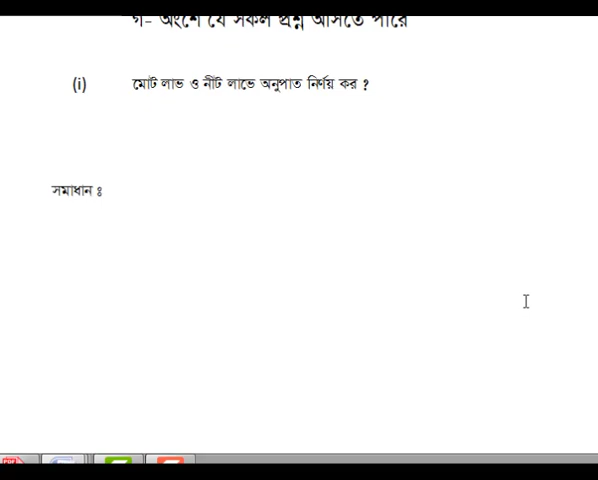 গ- অংশে যে সকল প্রশ্ন আসতে পারে
(i) মোট লাভ ও নীট লাভে অনুপাত নির্ণয় কর ?
সমাধান ঃ